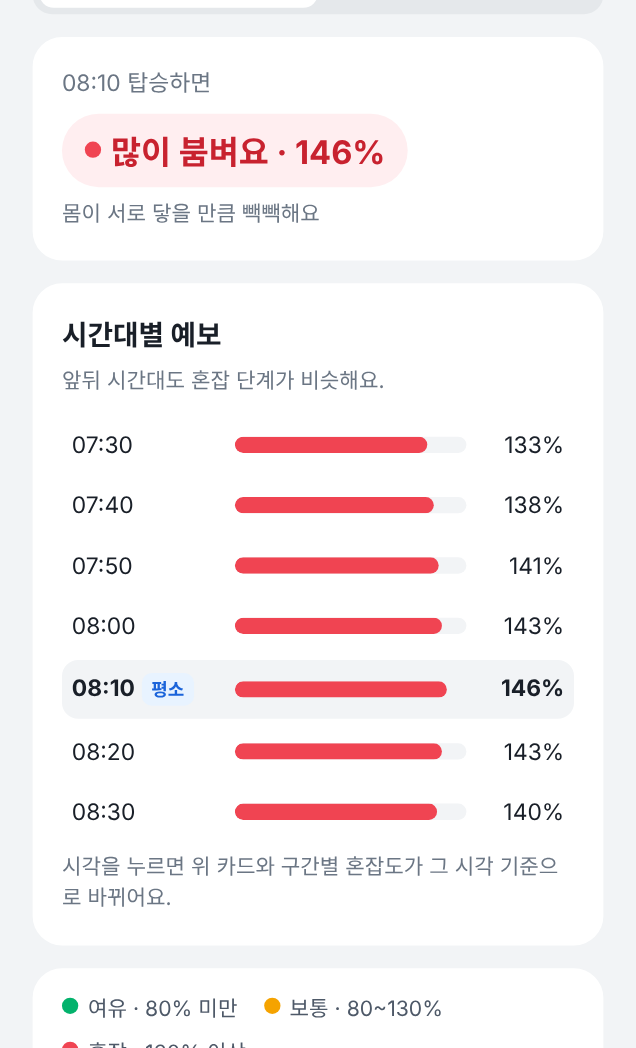 08:10 탑승하면
많이 붐벼요 · 146%
몸이 서로 닿을 만큼 빽빽해요
시간대별 예보
앞뒤 시간대도 혼잡 단계가 비슷해요.
07:30 133%
07:40 138%
07:50 141%
08:00 143%
08:10 평소 146%
08:20 143%
08:30 140%
시각을 누르면 위 카드와 구간별 혼잡도가 그 시각 기준으
로 바뀌어요.
여유 · 80% 미만 보통 · 80~130%